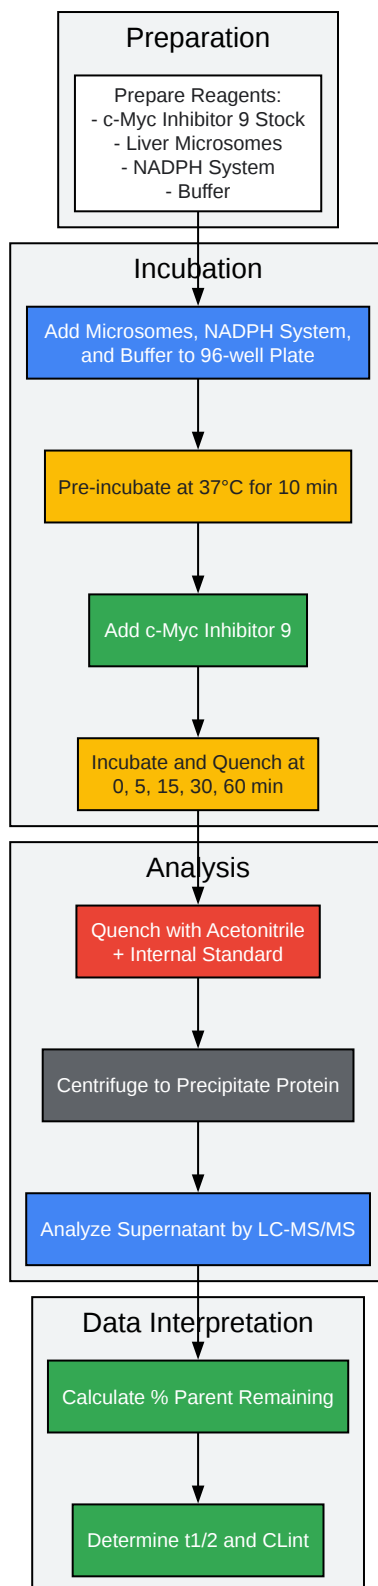 Preparation
Prepare Reagents:
- c-Myc Inhibitor 9 Stock
- Liver Microsomes
- NADPH System
- Buffer
Incubation
Add Microsomes, NADPH System,
and Buffer to 96-well Plate
Pre-incubate at 37°C for 10 min
Add c-Myc Inhibitor 9
Incubate and Quench at
0, 5, 15, 30, 60 min
Analysis
Quench with Acetonitrile
+ Internal Standard
Centrifuge to Precipitate Protein
Analyze Supernatant by LC-MS/MS
Data Interpretation
Calculate % Parent Remaining
Determine t1/2 and CLint